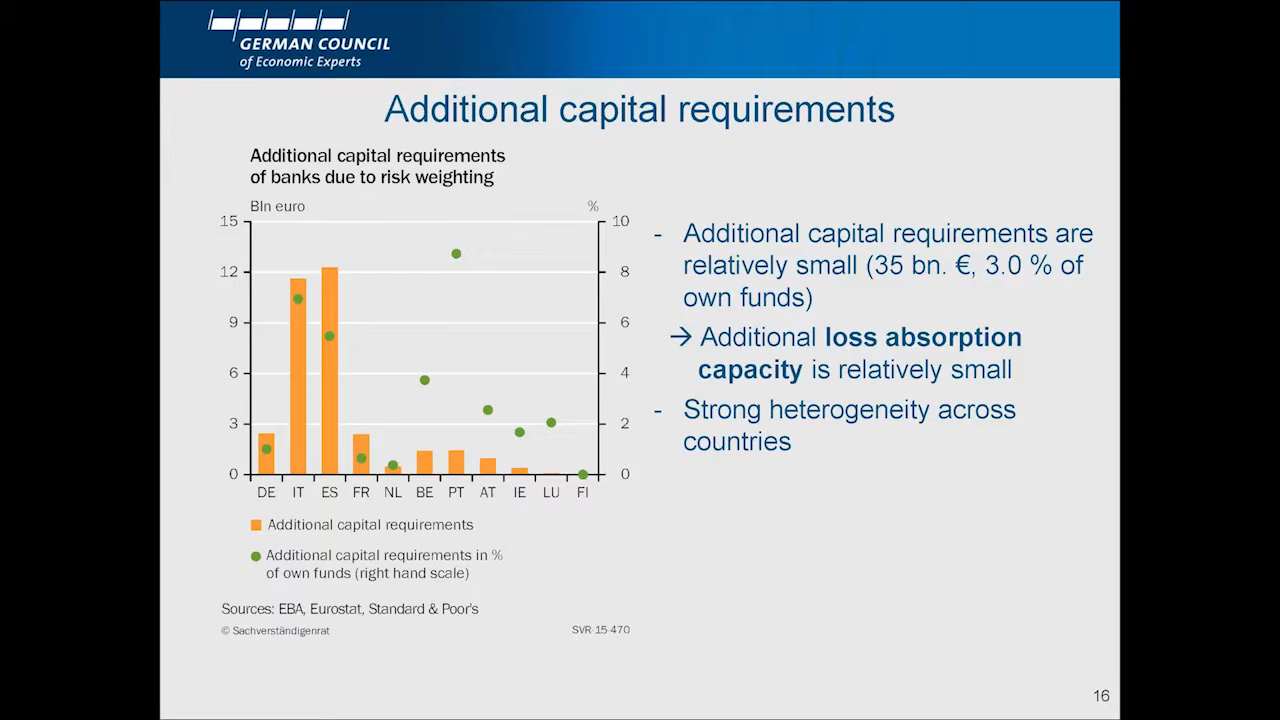 GERMAN COUNCIL
of Economic Experts
Additional capital requirements
Additional capital requirements
of banks due to risk weighting
Bln euro
%
15
12
9
6
3
0
10
8
6
4
2
0
DE IT ES FR NL BE PT AT IE LU FI
Additional capital requirements
Additional capital requirements in %
of own funds (right hand scale)
Sources: EBA, Eurostat, Standard & Poor's
© Sachverständigenrat
SVR-15-470
- Additional capital requirements are
relatively small (35 bn. €, 3.0 % of
own funds)
→ Additional loss absorption
capacity is relatively small
- Strong heterogeneity across
countries
16